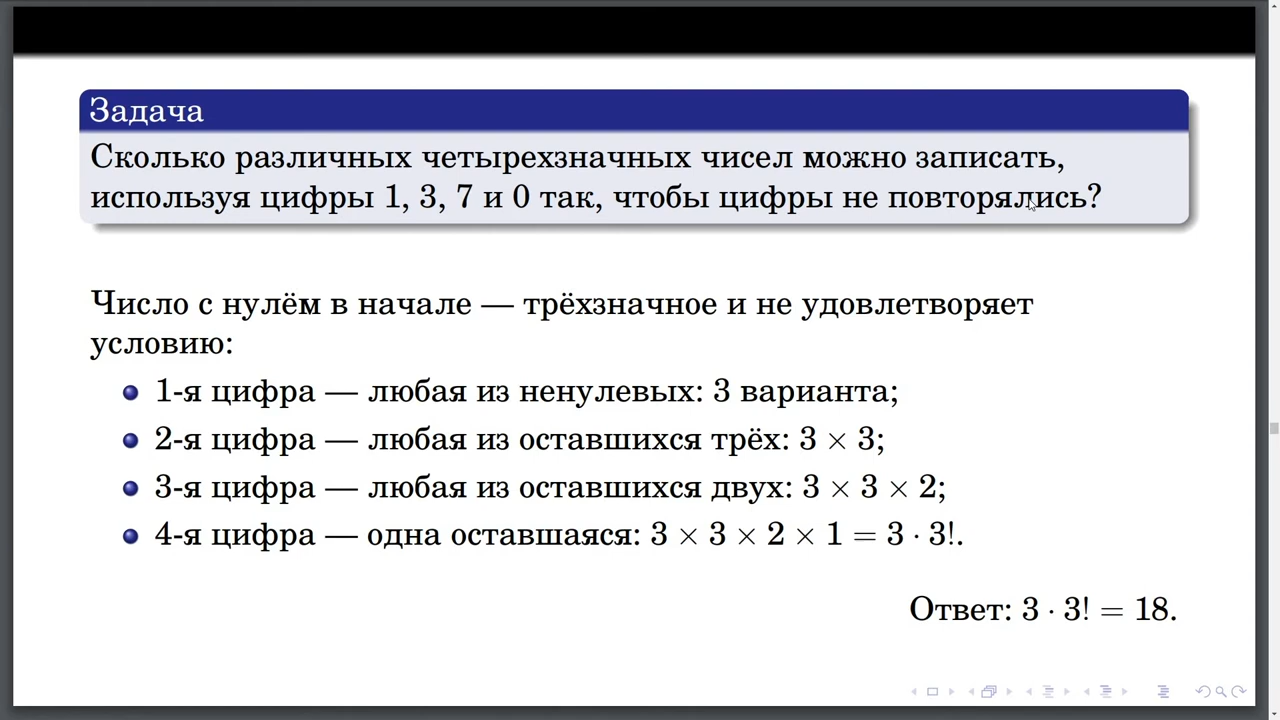 Задача
Сколько различных четырехзначных чисел можно записать,
используя цифры 1, 3, 7 и 0 так, чтобы цифры не повторялись?
Число с нулём в начале — трёхзначное и не удовлетворяет
условию:
1-я цифра — любая из ненулевых: 3 варианта;
2-я цифра — любая из оставшихся трёх: 3 × 3;
3-я цифра — любая из оставшихся двух: 3 × 3 × 2;
4-я цифра — одна оставшаяся: 3 × 3 × 2 × 1 = 3 · 3!.
Ответ: 3 · 3! = 18.